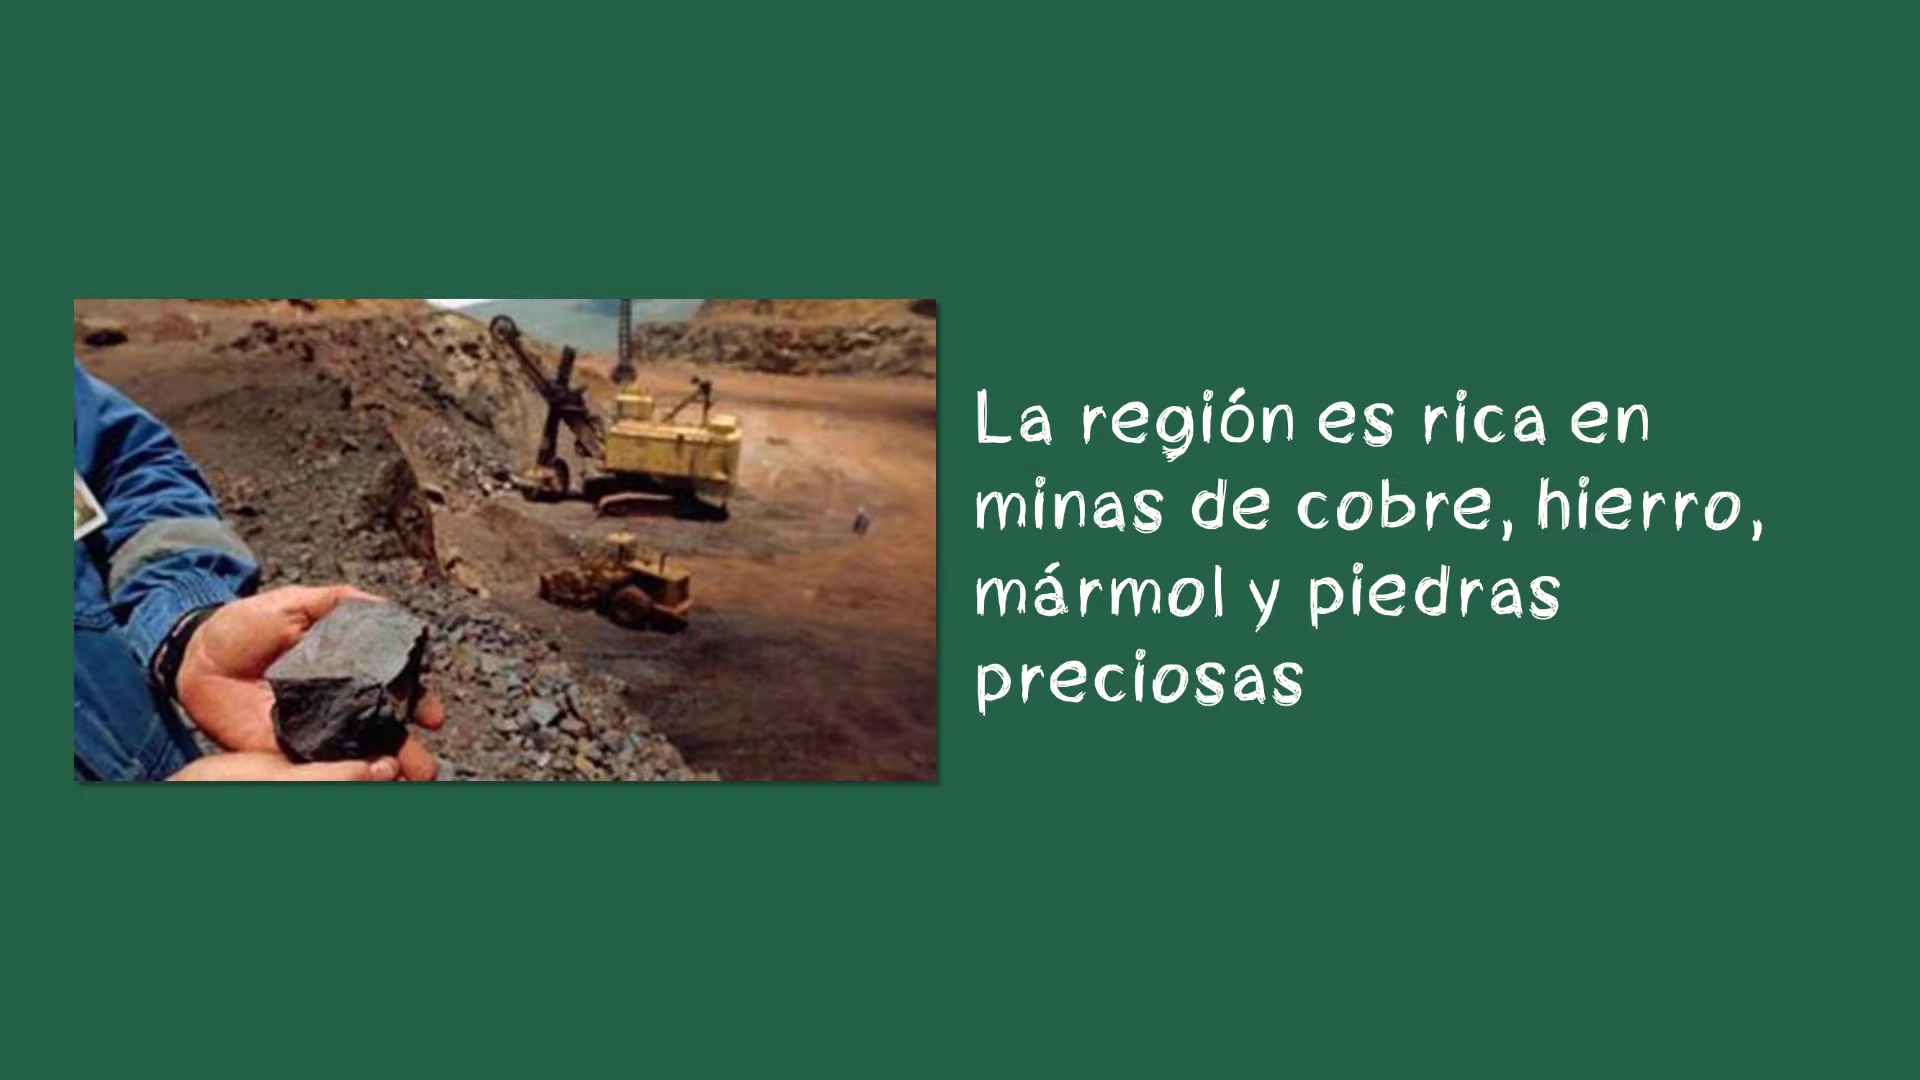 La región es rica en
minas de cobre, hierro,
mármol y piedras
preciosas